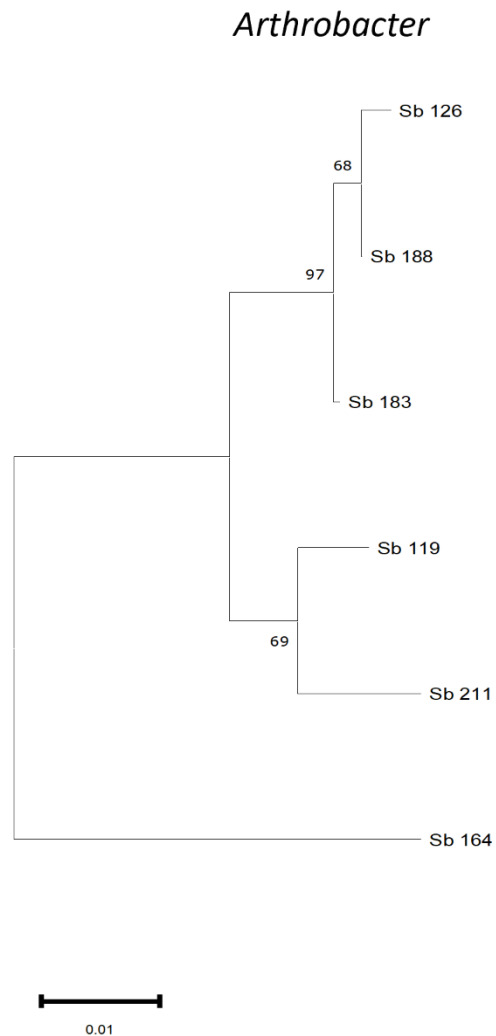 Arthrobacter
Sb 126
68
Sb 188
97
Sb 183
Sb 119
69
Sb 211
Sb 164
0.01